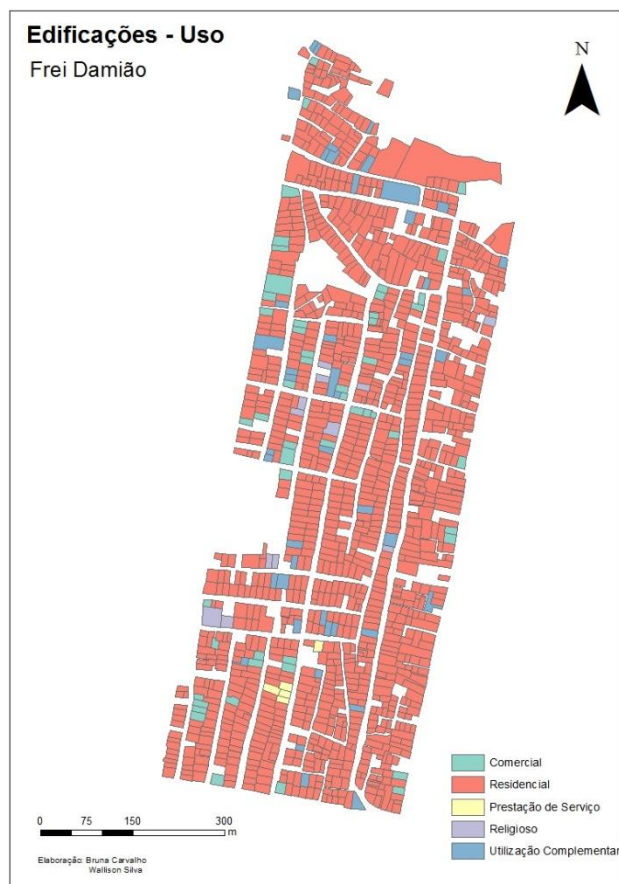 Edificações - Uso
Frei Damião
N
Comercial
Residencial
Prestação de Serviço
Religioso
Utilização Complementar
0 75 150 300
m
Elaboração: Bruna Carvalho
Wallison Silva